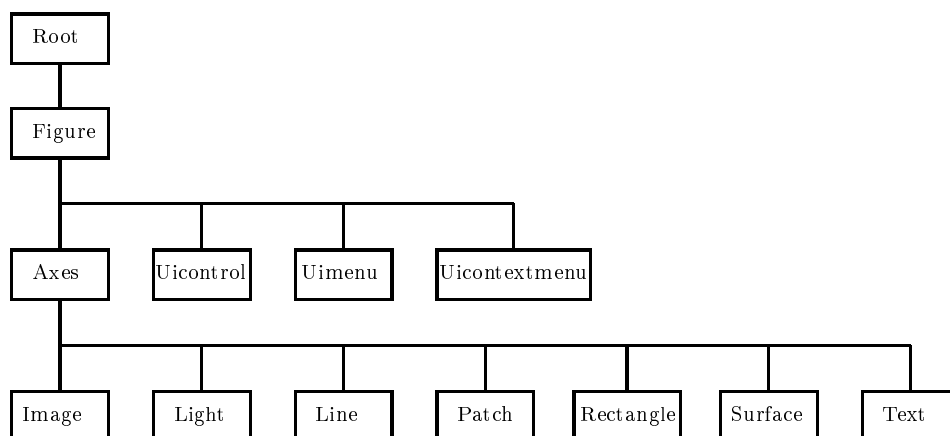 Root
Figure
Axes Uicontrol Uimenu Uicontextmenu
Image Light Line Patch Rectangle Surface Text